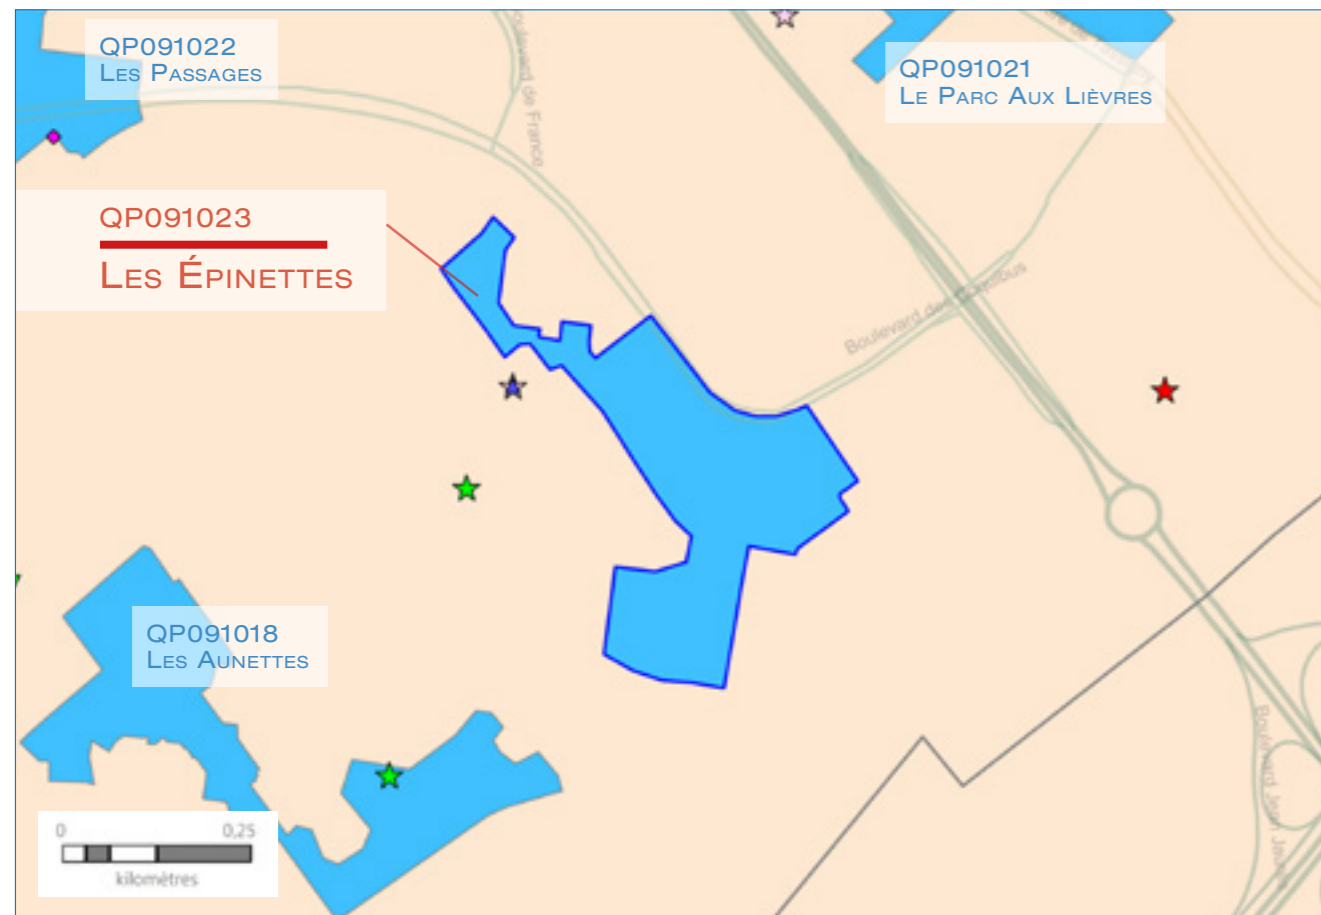 QP091022
Les Passages
QP091021
Le Parc Aux Lièvres
Boulevard de France
QP091023
Les Épinettes
Boulevard des Coquibus
QP091018
Les Aunettes
0 0,25
kilomètres
Boulevard Jean Jaurès